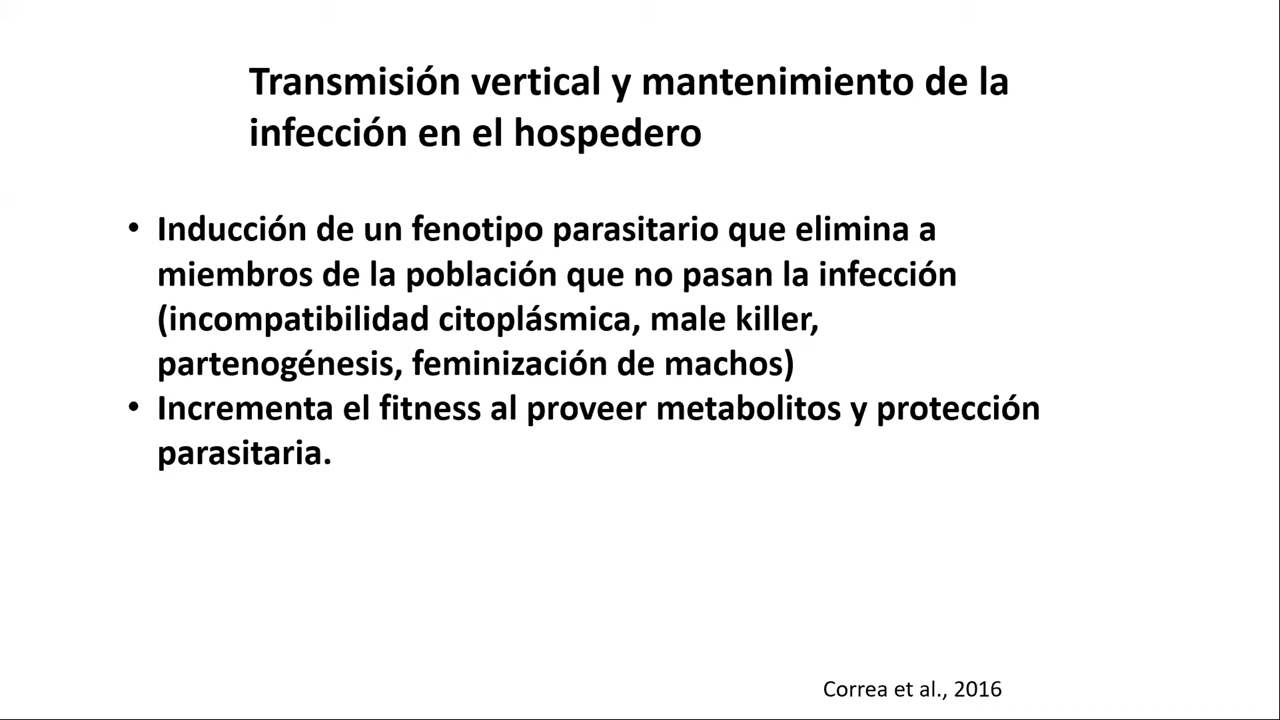 Transmisión vertical y mantenimiento de la
infección en el hospedero
• Inducción de un fenotipo parasitario que elimina a
miembros de la población que no pasan la infección
(incompatibilidad citoplásmica, male killer,
partenogénesis, feminización de machos)
• Incrementa el fitness al proveer metabolitos y protección
parasitaria.
Correa et al., 2016